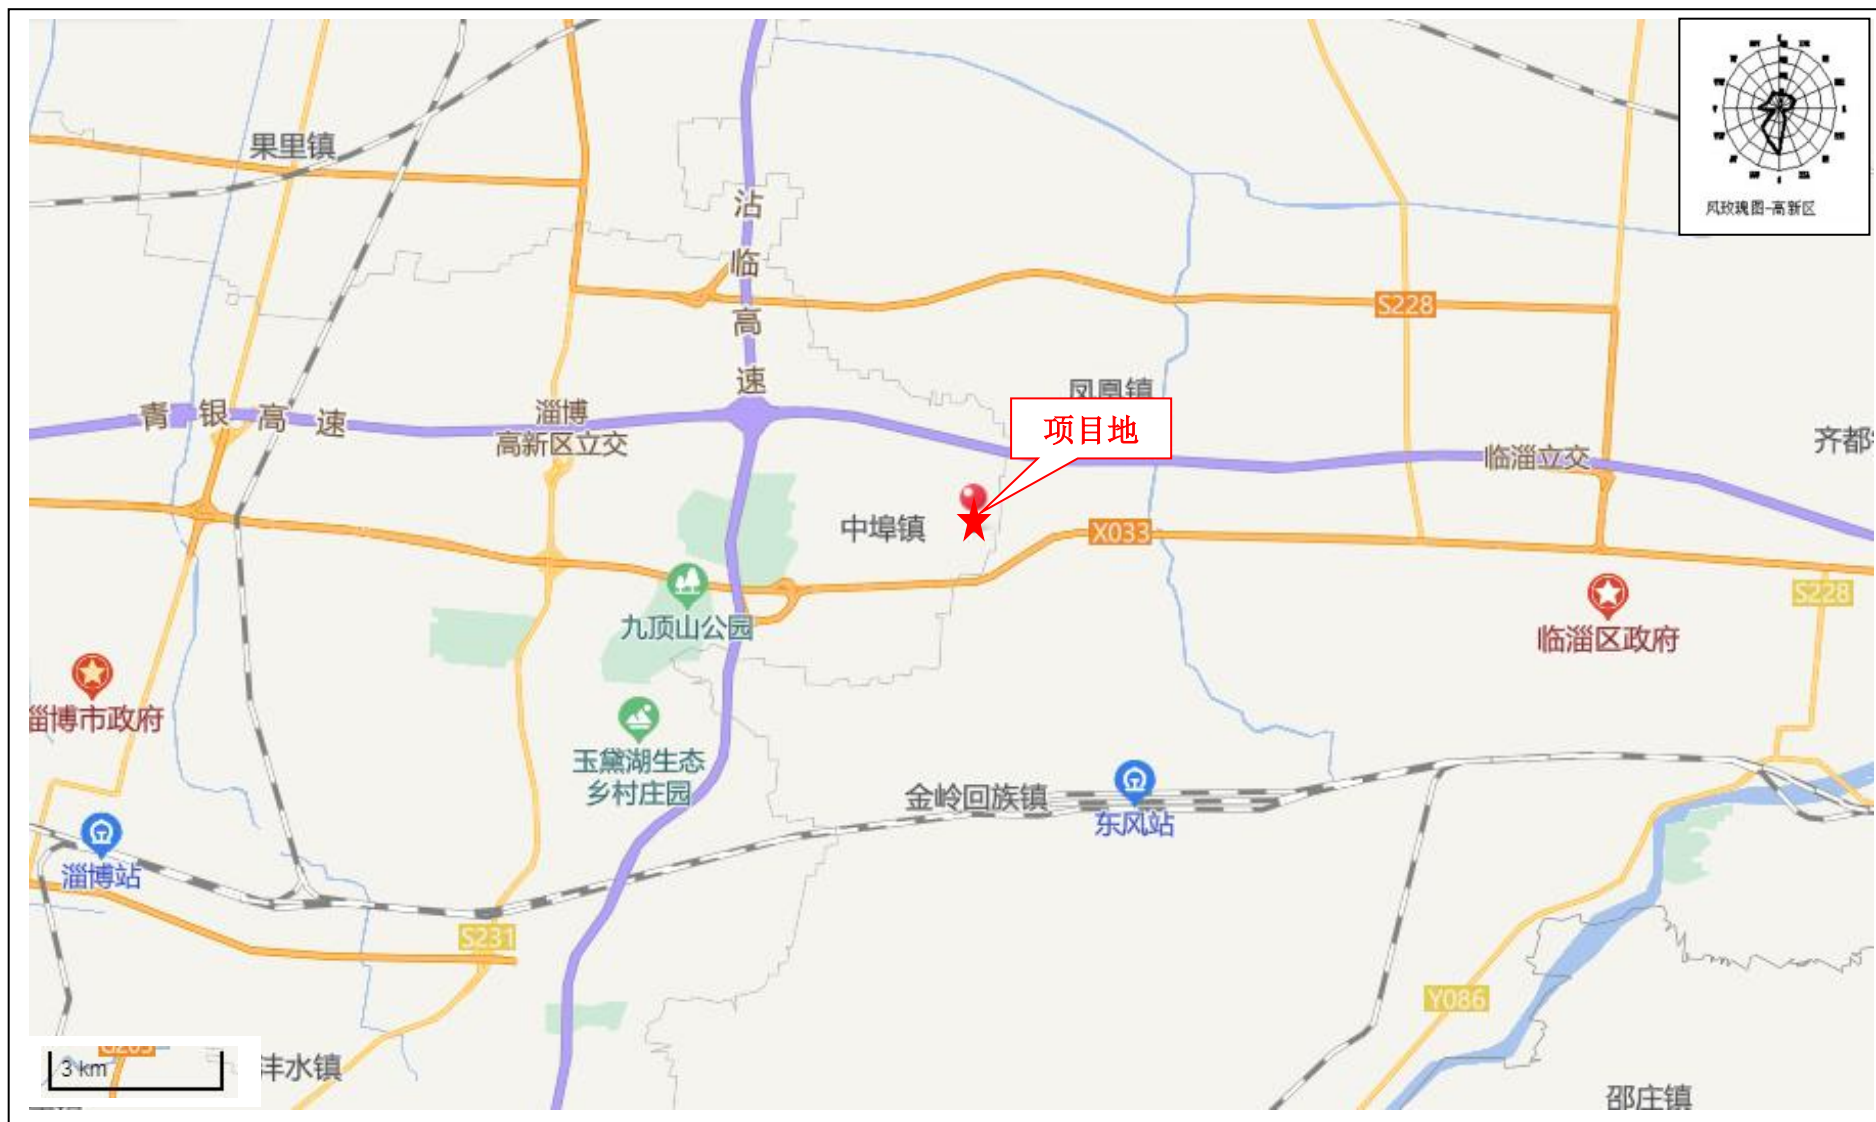 果里镇
沾临高速
风玫瑰图-高新区
S228
凤凰镇
青银高速
淄博
高新区立交
项目地
临淄立交
中埠镇
X033
S228
九顶山公园
临淄区政府
淄博市政府
玉黛湖生态
乡村庄园
金岭回族镇
东风站
淄博站
S231
Y086
3 km
沣水镇
邵庄镇